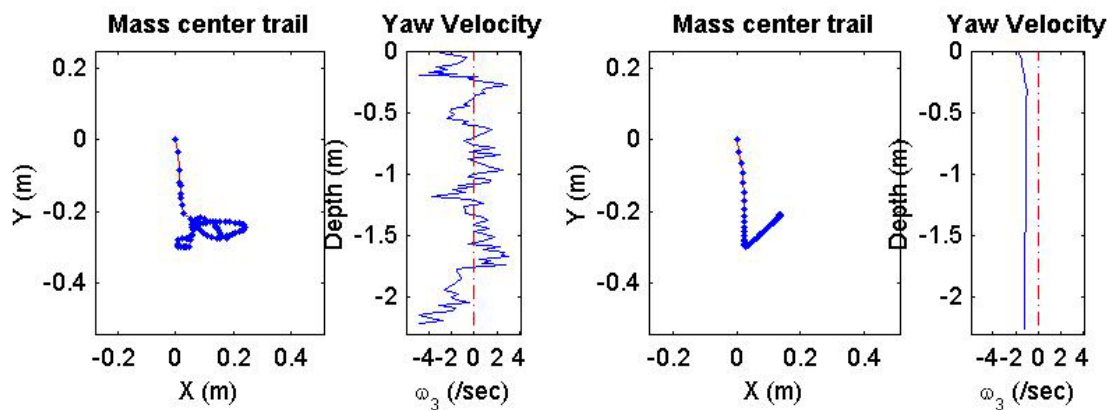 Mass center trail
Yaw Velocity
Mass center trail
Yaw Velocity
0.2
0
-0.2
-0.4
Y (m)
-0.2 0 0.2 0.4
X (m)
0
-0.5
-1
-1.5
-2
Depth (m)
-4-2 0 2 4
ω3 (/sec)
0.2
0
-0.2
-0.4
Y (m)
-0.2 0 0.2 0.4
X (m)
0
-0.5
-1
-1.5
-2
Depth (m)
-4-2 0 2 4
ω3 (/sec)